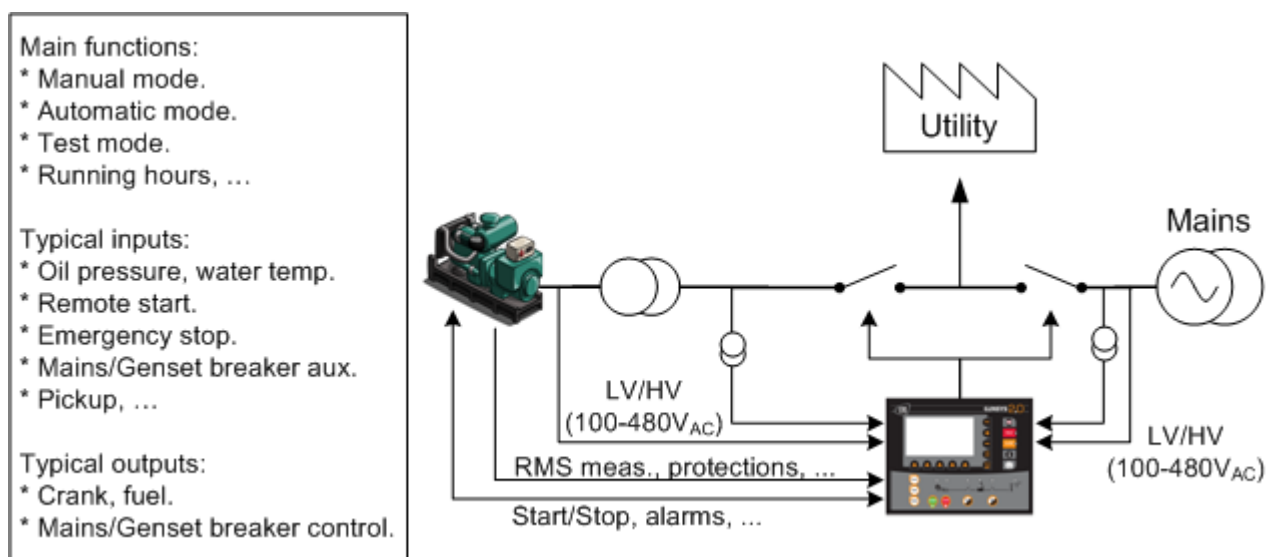 Main functions:
* Manual mode.
* Automatic mode.
* Test mode.
* Running hours, ...
Typical inputs:
* Oil pressure, water temp.
* Remote start.
* Emergency stop.
* Mains/Genset breaker aux.
* Pickup, ...
Typical outputs:
* Crank, fuel.
* Mains/Genset breaker control.
Utility
Mains
LV/HV
(100-480VAC)
LV/HV
(100-480VAC)
RMS meas., protections, ...
Start/Stop, alarms, ...